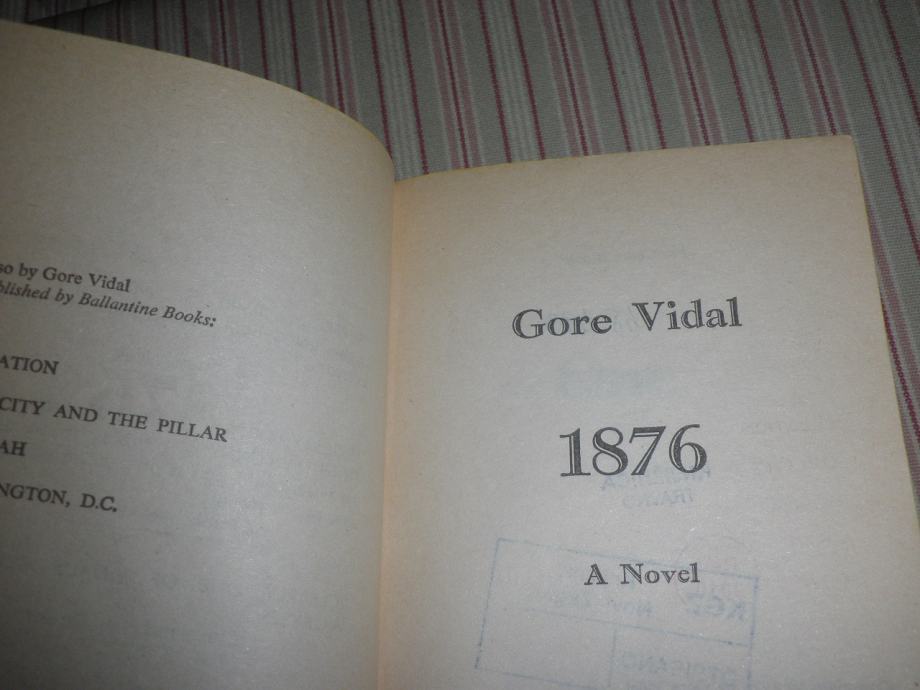 so by Gore Vidal
blished by Ballantine Books:
ATION
CITY AND THE PILLAR
AH
NGTON, D.C.
Gore Vidal
1876
A Novel